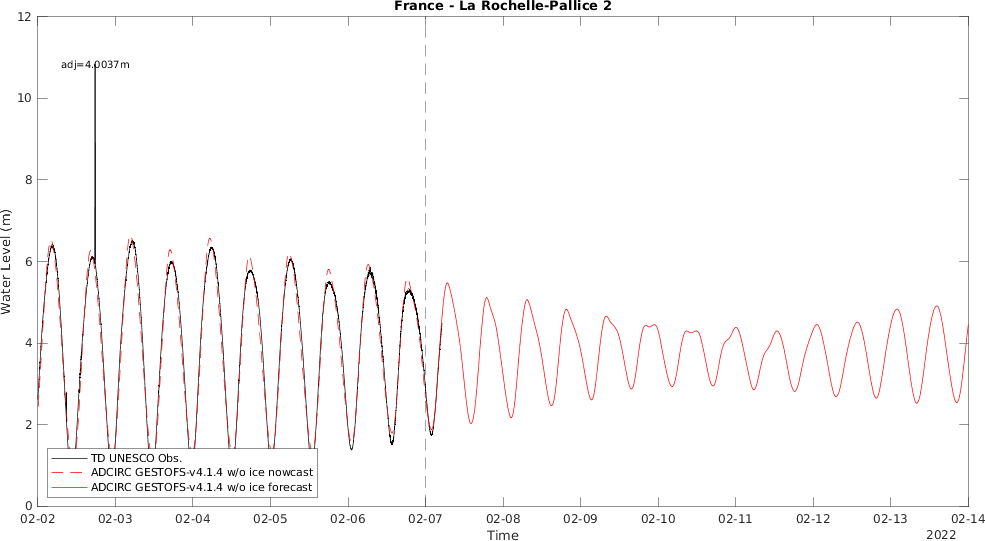 France - La Rochelle-Pallice 2
12
10
8
6
4
2
0
Water Level (m)
adj=4.0037m
TD UNESCO Obs.
ADCIRC GESTOFS-v4.1.4 w/o ice nowcast
ADCIRC GESTOFS-v4.1.4 w/o ice forecast
02-02 02-03 02-04 02-05 02-06 02-07 02-08 02-09 02-10 02-11 02-12 02-13 02-14
Time
2022